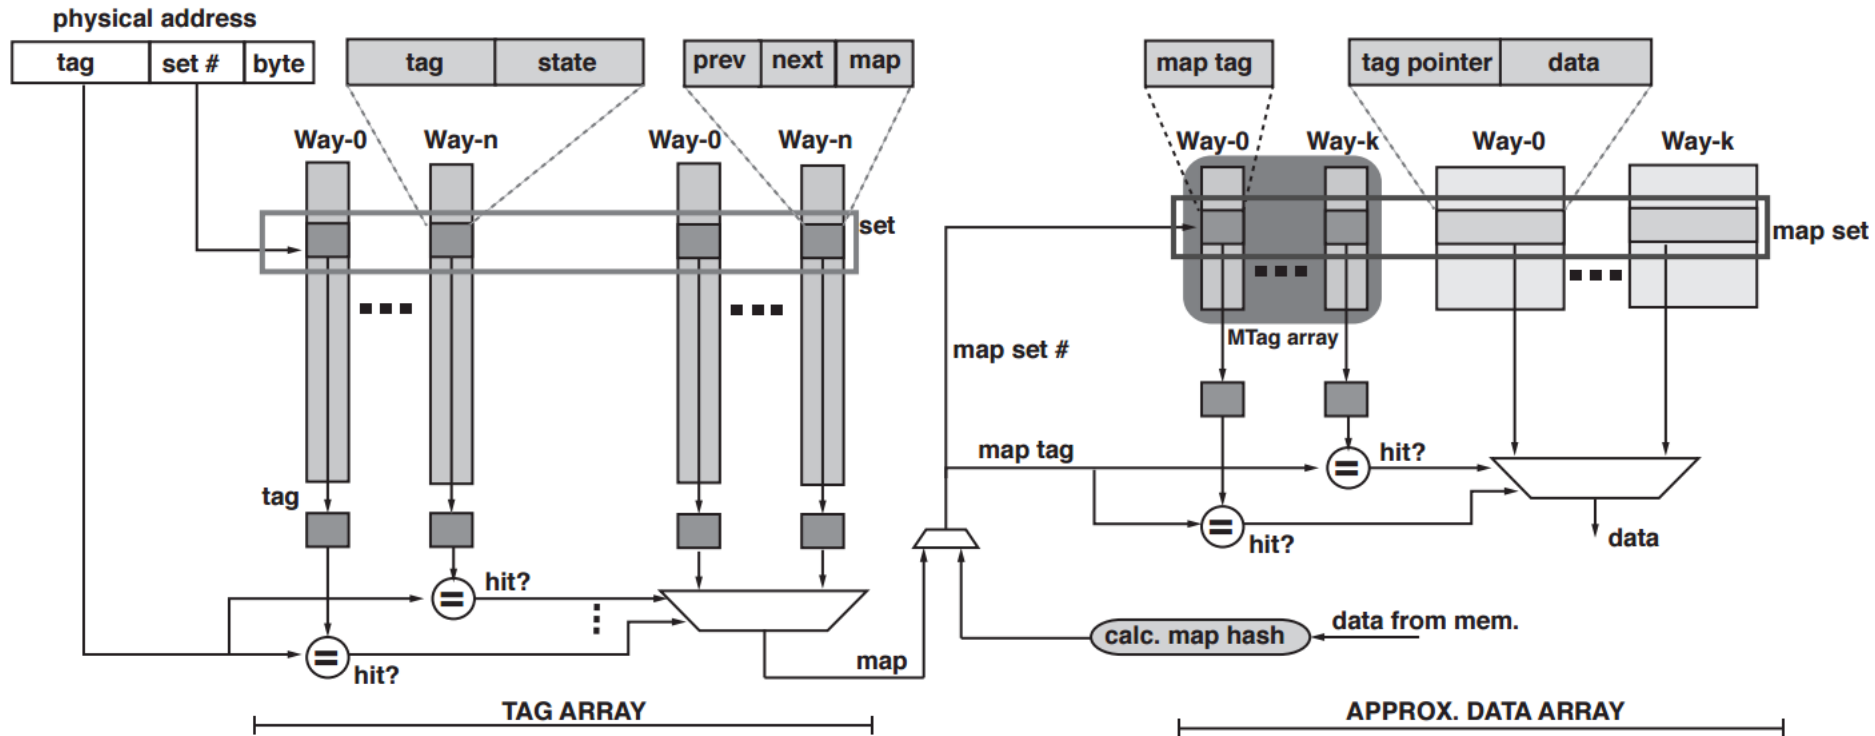 physical address
tag set # byte
tag state
prev next map
map tag
tag pointer data
Way-0 Way-n Way-0 Way-n
Way-0 Way-k Way-0 Way-k
set
map set
MTag array
map set #
map tag
hit?
hit?
data
tag
hit?
hit?
map
calc. map hash
data from mem.
TAG ARRAY
APPROX. DATA ARRAY